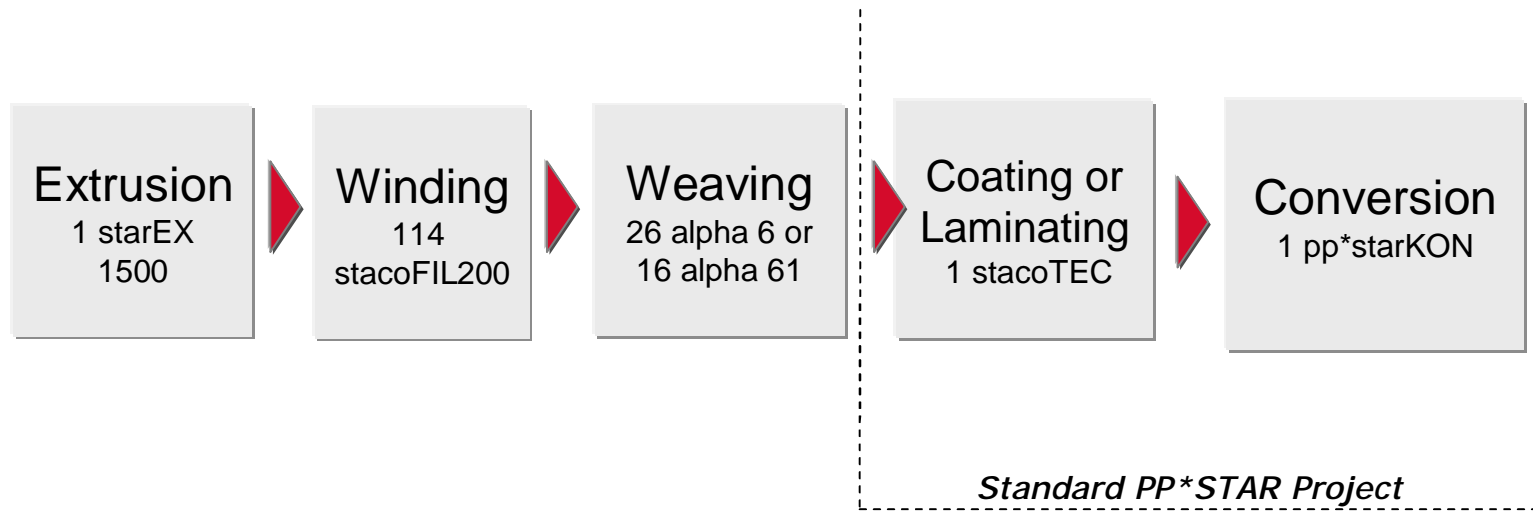 Extrusion
1 starEX
1500
Winding
114
stacoFIL200
Weaving
26 alpha 6 or
16 alpha 61
Coating or
Laminating
1 stacoTEC
Conversion
1 pp*starKON
Standard PP*STAR Project